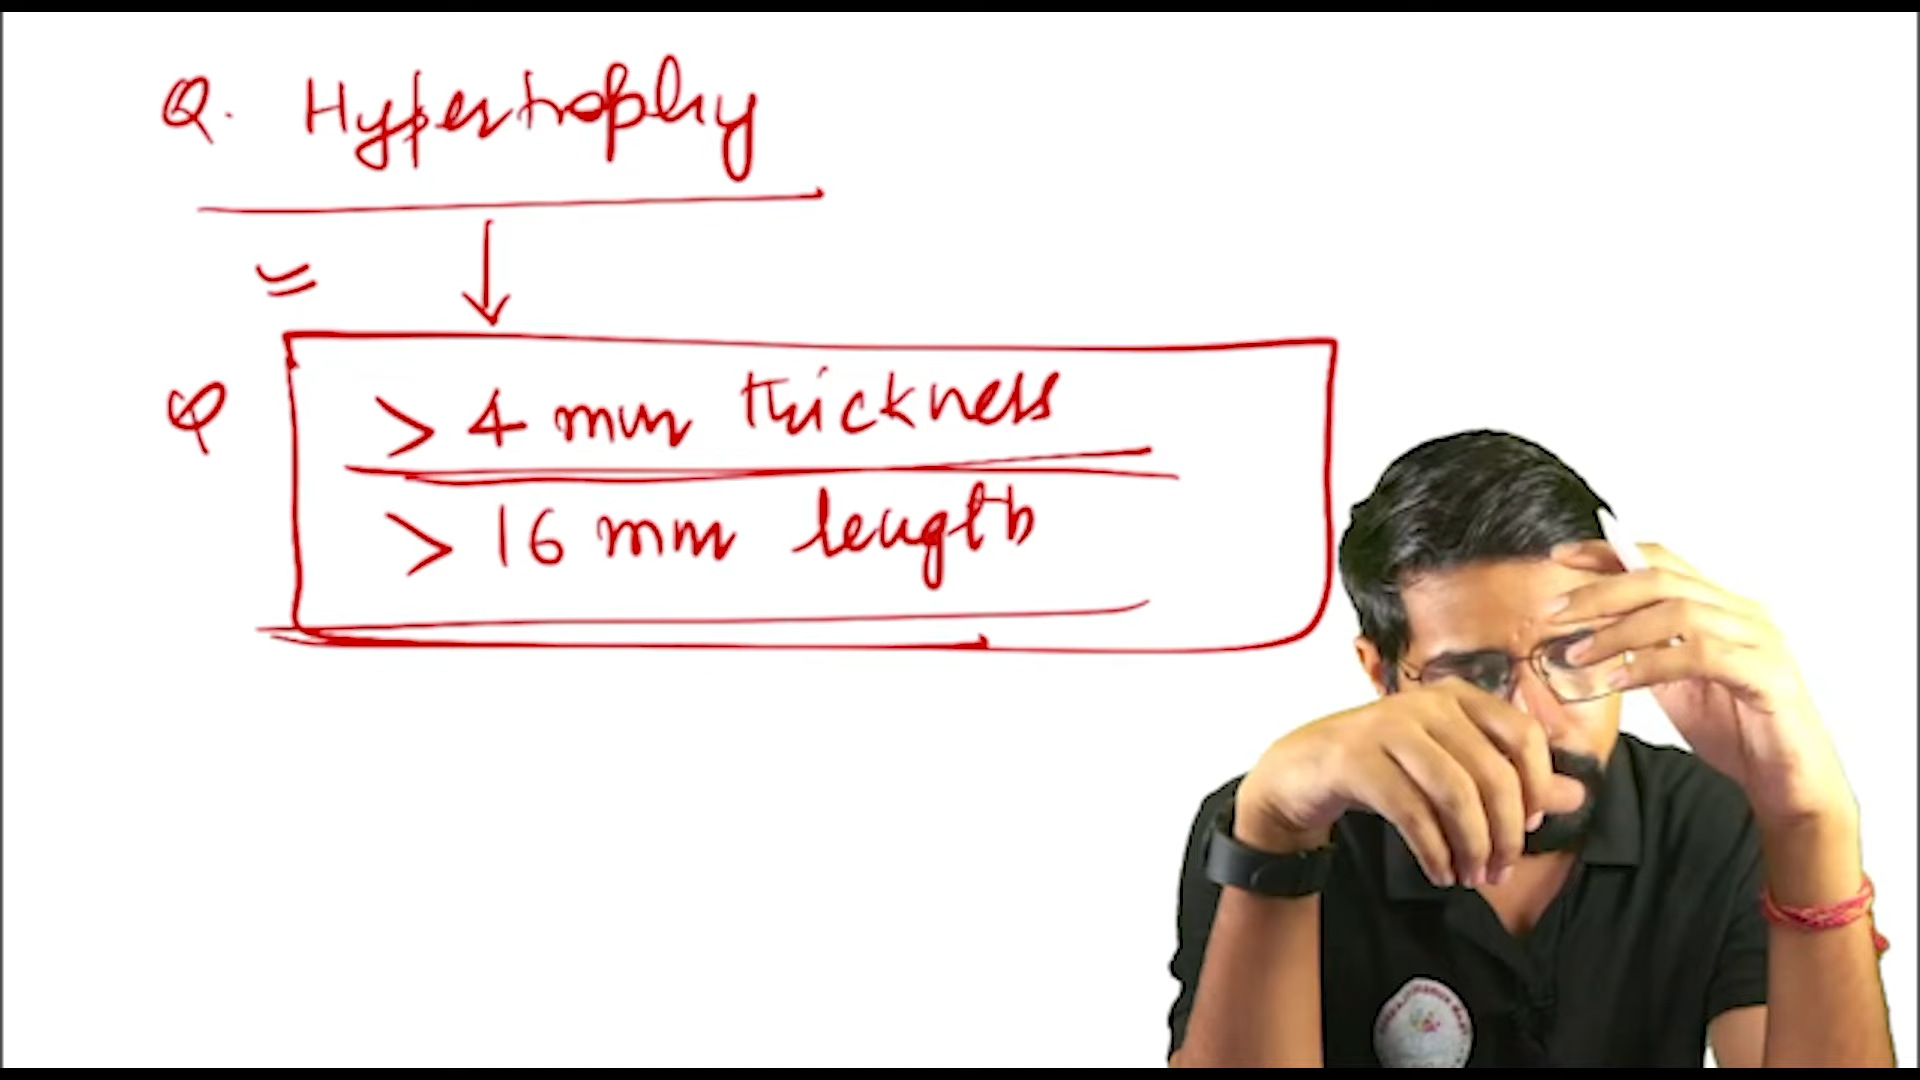 Q. Hypertrophy
> 4 mm thickness
> 16 mm length